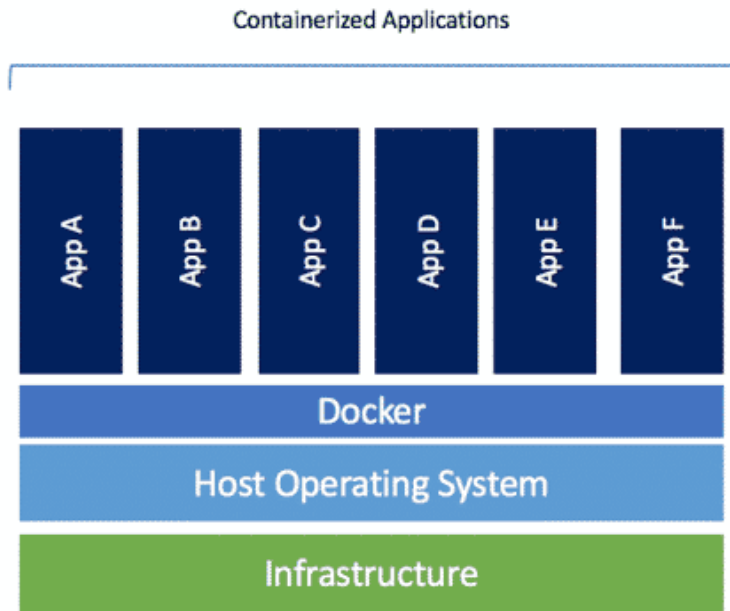 Containerized Applications
App A
App B
App C
App D
App E
App F
Docker
Host Operating System
Infrastructure